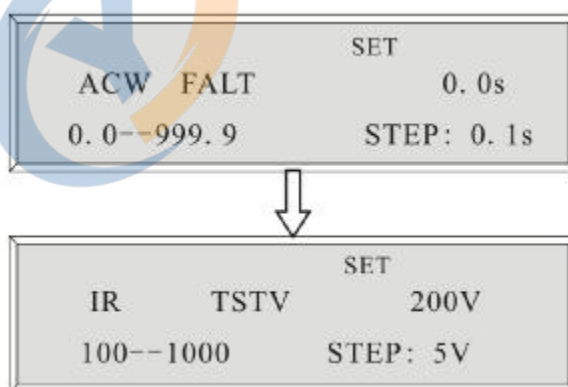 SET
ACW FALT 0. 0s
0. 0--999. 9 STEP: 0. 1s
SET
IR TSTV 200V
100--1000 STEP: 5V